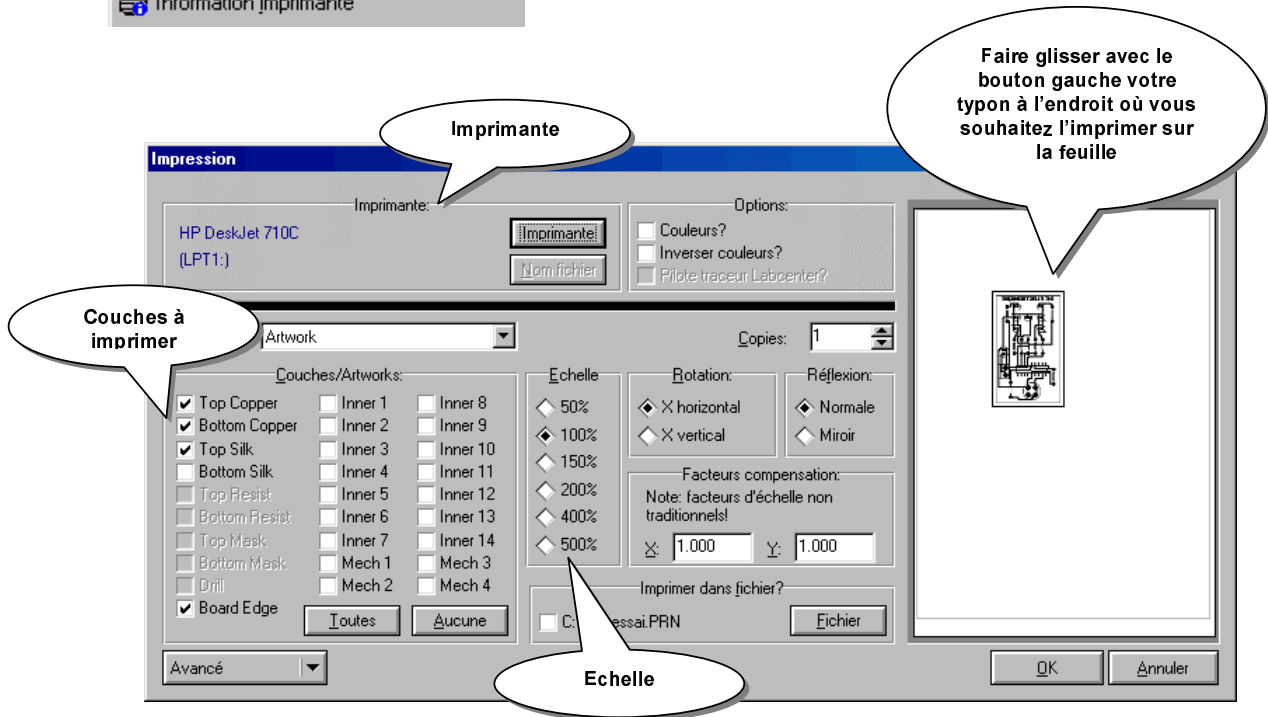 Information imprimante
Faire glisser avec le
bouton gauche votre
typon à l'endroit où vous
souhaitez l'imprimer sur
la feuille
Imprimante
Impression
Imprimante:
HP DeskJet 710C
(LPT1:)
Imprimante
Nom fichier
Options:
Couleurs?
Inverser couleurs?
Pilote traceur Labcenter?
Couches à
imprimer
Artwork
Copies: 1
Couches/Artworks:
Top Copper Inner 1 Inner 8
Bottom Copper Inner 2 Inner 9
Top Silk Inner 3 Inner 10
Bottom Silk Inner 4 Inner 11
Top Resist Inner 5 Inner 12
Bottom Resist Inner 6 Inner 13
Top Mask Inner 7 Inner 14
Bottom Mask Mech 1 Mech 3
Drill Mech 2 Mech 4
Board Edge
Toutes Aucune
Echelle
50%
100%
150%
200%
400%
500%
Rotation:
X horizontal
X vertical
Réflexion:
Normale
Miroir
Facteurs compensation:
Note: facteurs d'échelle non
traditionnels!
X: 1.000 Y: 1.000
Imprimer dans fichier?
C: ssai.PRN Fichier
Echelle
Avancé
OK Annuler